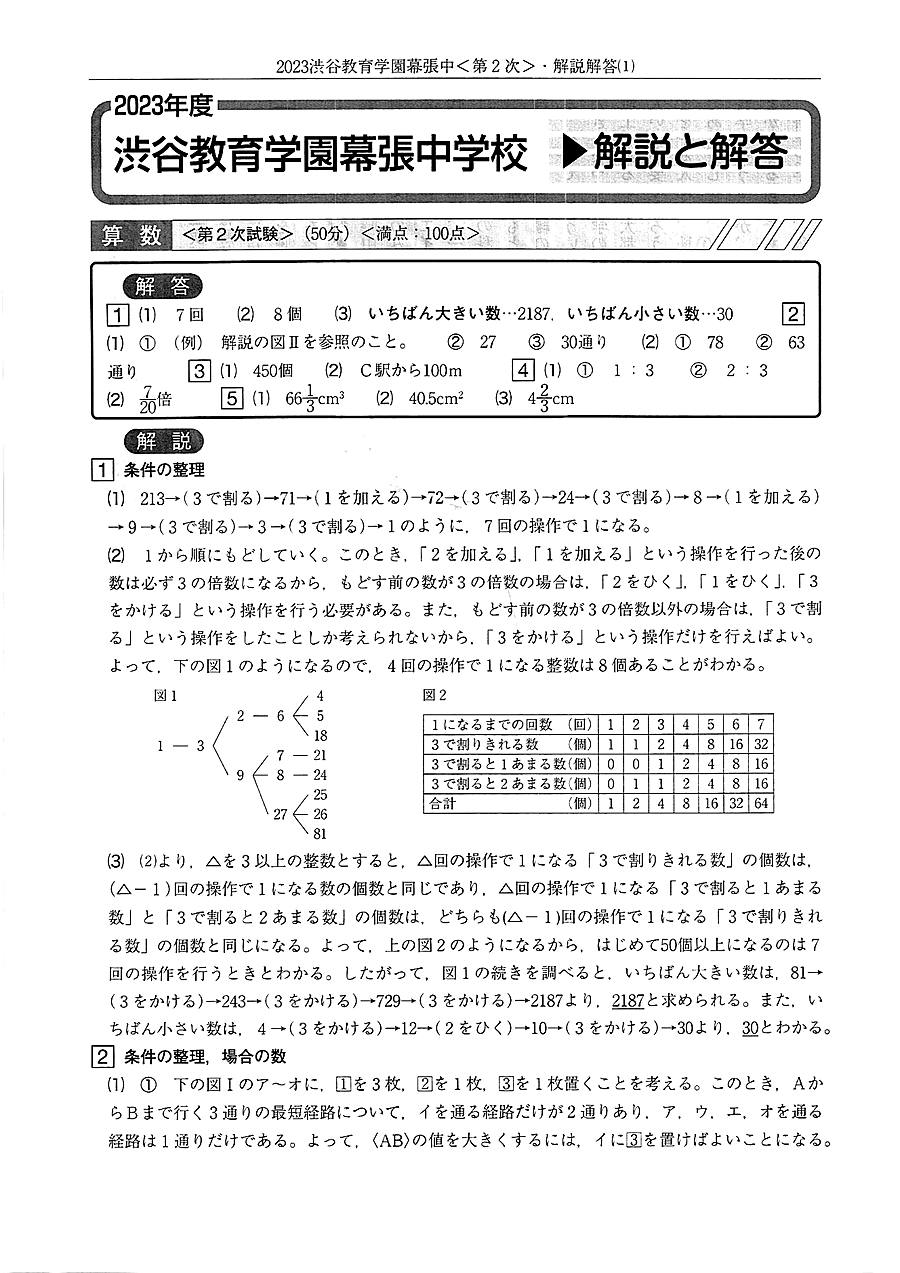 2023渋谷教育学園幕張中＜第２次＞・解説解答(1)
2023年度
渋谷教育学園幕張中学校 ▶解説と解答
算数 ＜第２次試験＞（50分）＜満点：100点＞
解答
1 (1) 7回 (2) 8個 (3) いちばん大きい数…2187，いちばん小さい数…30 2
(1) ① （例） 解説の図Ⅱを参照のこと。 ② 27 ③ 30通り (2) ① 78 ② 63
通り 3 (1) 450個 (2) C駅から100m 4 (1) ① 1：3 ② 2：3
(2) 7/20倍 5 (1) 66 1/3 cm³ (2) 40.5cm² (3) 4 2/3 cm
解説
1 条件の整理
(1) 213→(３で割る)→71→(１を加える)→72→(３で割る)→24→(３で割る)→８→(１を加える)
→９→(３で割る)→３→(３で割る)→１のように，７回の操作で１になる。
(2) １から順にもどしていく。このとき，「２を加える」，「１を加える」という操作を行った後の
数は必ず３の倍数になるから，もどす前の数が３の倍数の場合は，「２をひく」，「１をひく」，「３
をかける」という操作を行う必要がある。また，もどす前の数が３の倍数以外の場合は，「３で割
る」という操作をしたことしか考えられないから，「３をかける」という操作だけを行えばよい。
よって，下の図１のようになるので，４回の操作で１になる整数は８個あることがわかる。
図１
1 — 3
2 — 6
4
5
18
9
7 — 21
8 — 24
27
25
26
81
図２
１になるまでの回数 (回) 1 2 3 4 5 6 7
３で割りきれる数 (個) 1 1 2 4 8 16 32
３で割ると１あまる数(個) 0 0 1 2 4 8 16
３で割ると２あまる数(個) 0 1 1 2 4 8 16
合計 (個) 1 2 4 8 16 32 64
(3) (2)より，△を３以上の整数とすると，△回の操作で１になる「３で割りきれる数」の個数は，
(△－１)回の操作で１になる数の個数と同じであり，△回の操作で１になる「３で割ると１あまる
数」と「３で割ると２あまる数」の個数は，どちらも(△－１)回の操作で１になる「３で割りきれ
る数」の個数と同じになる。よって，上の図２のようになるから，はじめて50個以上になるのは７
回の操作を行うときとわかる。したがって，図１の続きを調べると，いちばん大きい数は，81→
(３をかける)→243→(３をかける)→729→(３をかける)→2187より，2187と求められる。また，い
ちばん小さい数は，４→(３をかける)→12→(２をひく)→10→(３をかける)→30より，30とわかる。
2 条件の整理，場合の数
(1) ① 下の図Ⅰのア～オに，1を３枚，2を１枚，3を１枚置くことを考える。このとき，Ａか
らＢまで行く３通りの最短経路について，イを通る経路だけが２通りあり，ア，ウ，エ，オを通る
経路は１通りだけである。よって，〈AB〉の値を大きくするには，イに3を置けばよいことになる。